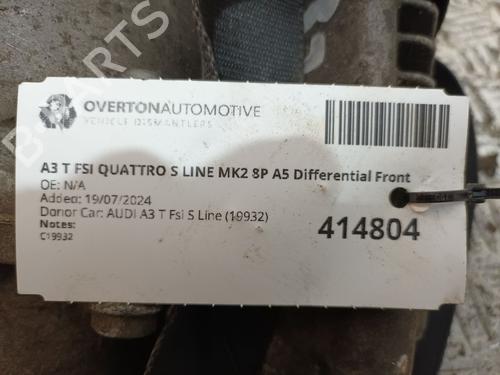 B-PARTS
OVERTONAUTOMOTIVE
VEHICLE DISMANTLERS
A3 T FSI QUATTRO S LINE MK2 8P A5 Differential Front
OE: N/A
Added: 19/07/2024
Donor Car: AUDI A3 T Fsi S Line (19932)
Notes:
C19932
414804